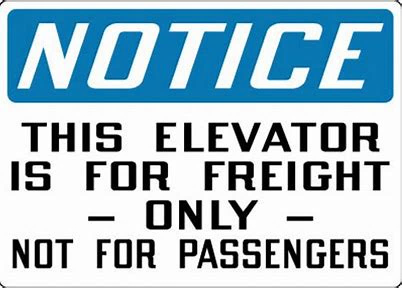 NOTICE
THIS ELEVATOR
IS FOR FREIGHT
- ONLY -
NOT FOR PASSENGERS